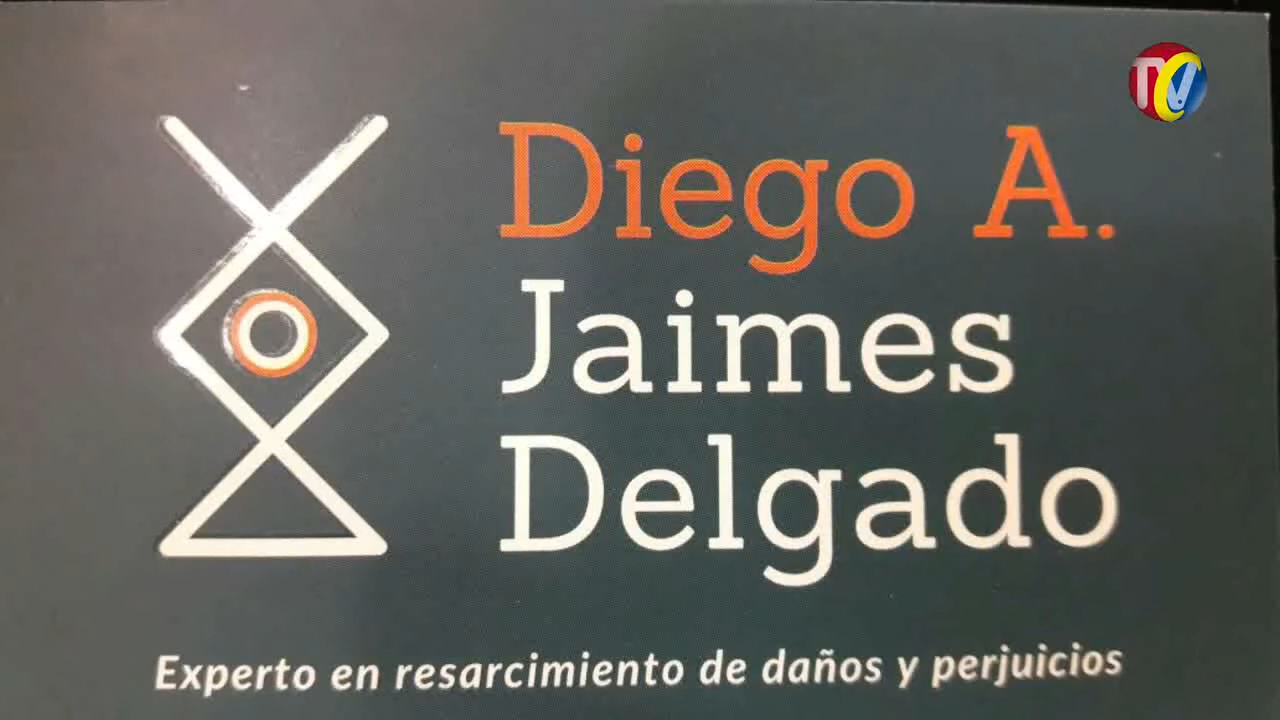 Diego A.
Jaimes
Delgado
Experto en resarcimiento de daños y perjuicios